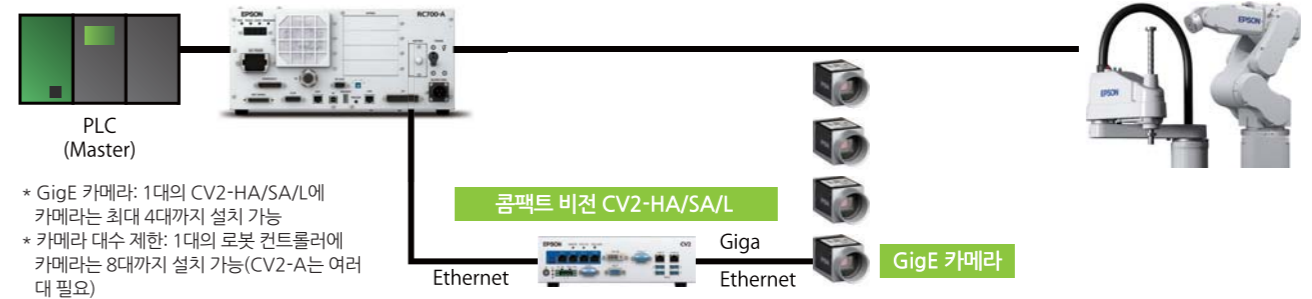 EPSON
RC700-A
EPSON
EPSON
PLC
(Master)
* GigE 카메라: 1대의 CV2-HA/SA/L에
카메라는 최대 4대까지 설치 가능
* 카메라 대수 제한: 1대의 로봇 컨트롤러에
카메라는 8대까지 설치 가능(CV2-A는 여러
대 필요)
콤팩트 비전 CV2-HA/SA/L
EPSON
CV2
Ethernet
Giga
Ethernet
GigE 카메라